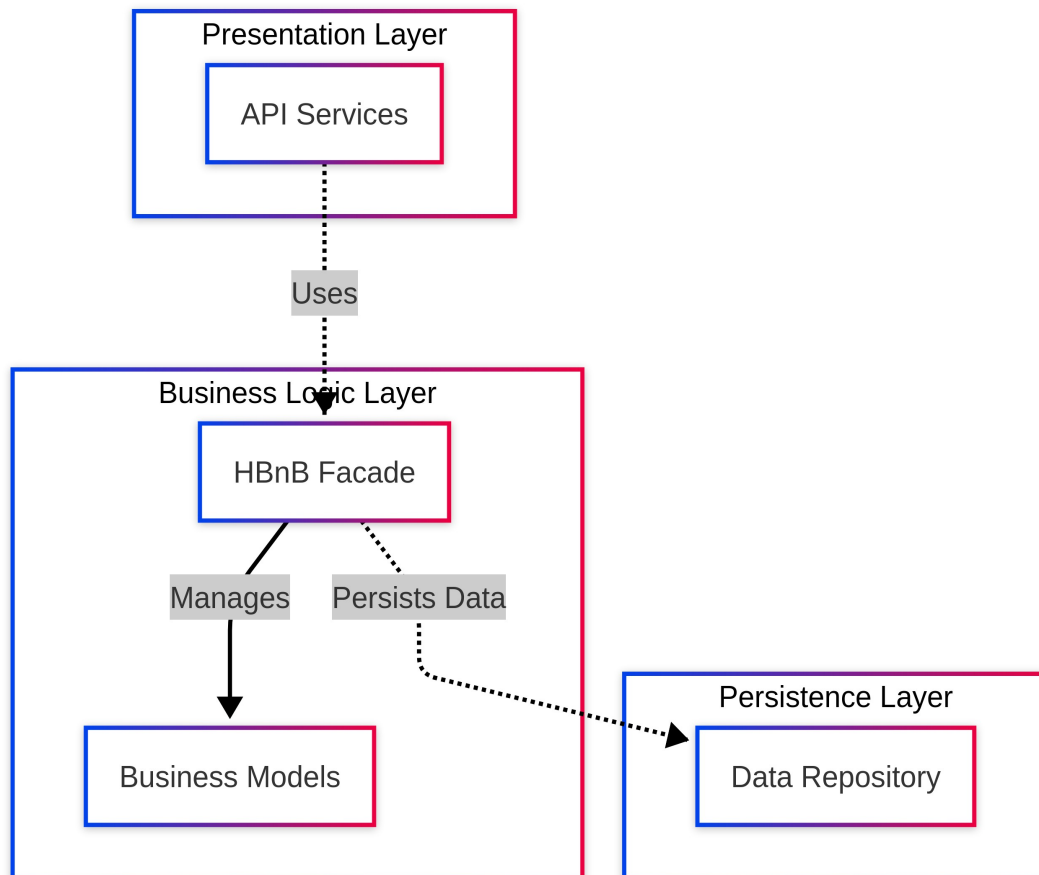 Presentation Layer
API Services
Uses
Business Logic Layer
HBnB Facade
Manages
Persists Data
Persistence Layer
Business Models
Data Repository